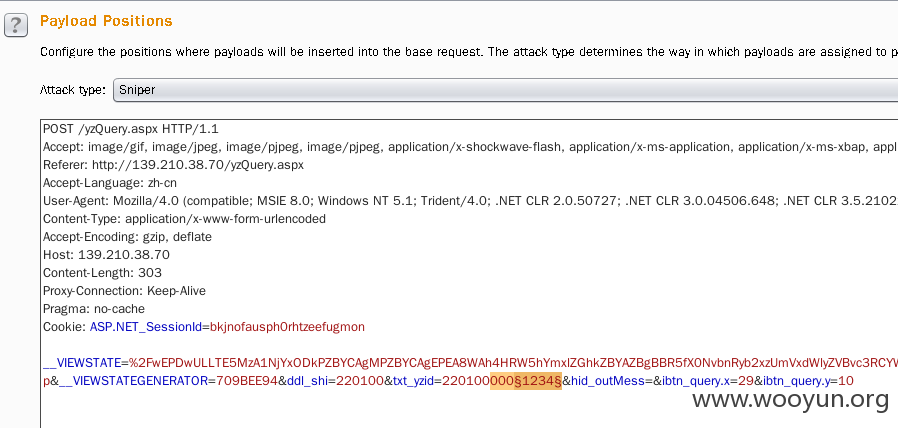 ?
Payload Positions
Configure the positions where payloads will be inserted into the base request. The attack type determines the way in which payloads are assigned to p
Attack type:
Sniper
POST /yzQuery.aspx HTTP/1.1
Accept: image/gif, image/jpeg, image/pjpeg, image/pjpeg, application/x-shockwave-flash, application/x-ms-application, application/x-ms-xbap, appl
Referer: http://139.210.38.70/yzQuery.aspx
Accept-Language: zh-cn
User-Agent: Mozilla/4.0 (compatible; MSIE 8.0; Windows NT 5.1; Trident/4.0; .NET CLR 2.0.50727; .NET CLR 3.0.04506.648; .NET CLR 3.5.2102
Content-Type: application/x-www-form-urlencoded
Accept-Encoding: gzip, deflate
Host: 139.210.38.70
Content-Length: 303
Proxy-Connection: Keep-Alive
Pragma: no-cache
Cookie: ASP.NET_SessionId=bkjnofausph0rhtzeefugmon
__VIEWSTATE=%2FwEPDwULLTE5MzA1NjYxODkPZBYCAgMPZBYCAgEPEA8WAh4HRW5hYmxlZGhkZBYAZBgBBR5fX0NvbnRyb2xzUmVxdWlyZVBvc3RCYW
p&__VIEWSTATEGENERATOR=709BEE94&ddl_shi=220100&txt_yzid=220100000§1234§&hid_outMess=&ibtn_query.x=29&ibtn_query.y=10
www.wooyun.org